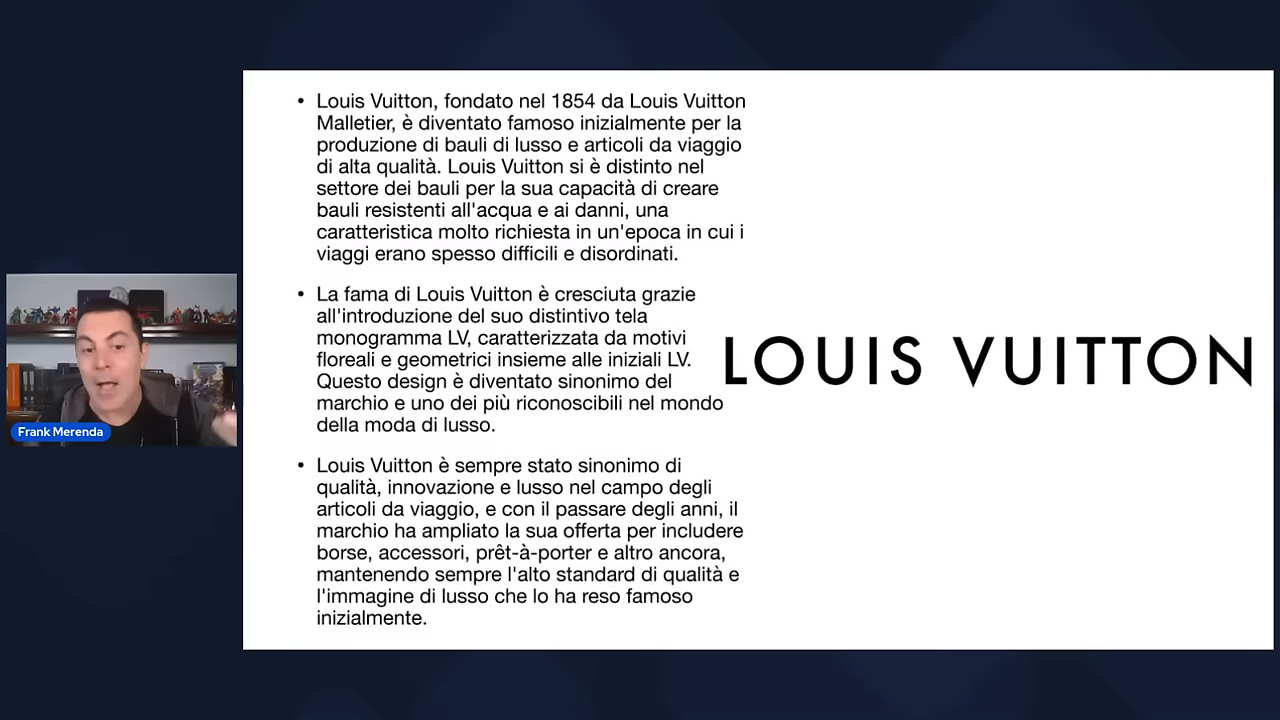 Louis Vuitton, fondato nel 1854 da Louis Vuitton
Malletier, è diventato famoso inizialmente per la
produzione di bauli di lusso e articoli da viaggio
di alta qualità. Louis Vuitton si è distinto nel
settore dei bauli per la sua capacità di creare
bauli resistenti all'acqua e ai danni, una
caratteristica molto richiesta in un'epoca in cui i
viaggi erano spesso difficili e disordinati.
La fama di Louis Vuitton è cresciuta grazie
all'introduzione del suo distintivo tela
monogramma LV, caratterizzata da motivi
floreali e geometrici insieme alle iniziali LV.
Questo design è diventato sinonimo del
marchio e uno dei più riconoscibili nel mondo
della moda di lusso.
Louis Vuitton è sempre stato sinonimo di
qualità, innovazione e lusso nel campo degli
articoli da viaggio, e con il passare degli anni, il
marchio ha ampliato la sua offerta per includere
borse, accessori, prêt-à-porter e altro ancora,
mantenendo sempre l'alto standard di qualità e
l'immagine di lusso che lo ha reso famoso
inizialmente.
LOUIS VUITTON
Frank Merenda